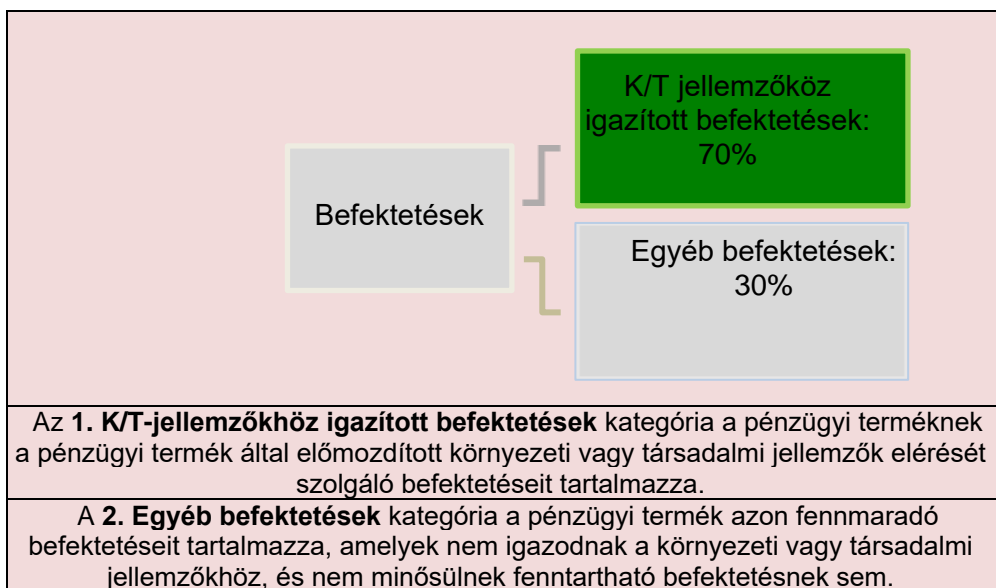 K/T jellemzőköz
igazított befektetések:
70%
Befektetések
Egyéb befektetések:
30%
Az 1. K/T-jellemzőkhöz igazított befektetések kategória a pénzügyi terméknek
a pénzügyi termék által előmozdított környezeti vagy társadalmi jellemzők elérését
szolgáló befektetéseit tartalmazza.
A 2. Egyéb befektetések kategória a pénzügyi termék azon fennmaradó
befektetéseit tartalmazza, amelyek nem igazodnak a környezeti vagy társadalmi
jellemzőkhöz, és nem minősülnek fenntartható befektetésnek sem.